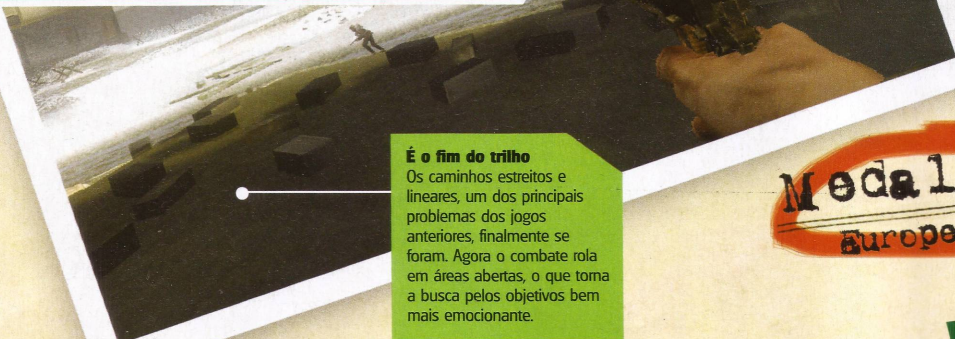 É o fim do trilho
Os caminhos estreitos e
lineares, um dos principais
problemas dos jogos
anteriores, finalmente se
foram. Agora o combate rola
em áreas abertas, o que torna
a busca pelos objetivos bem
mais emocionante.
Medal
Europe